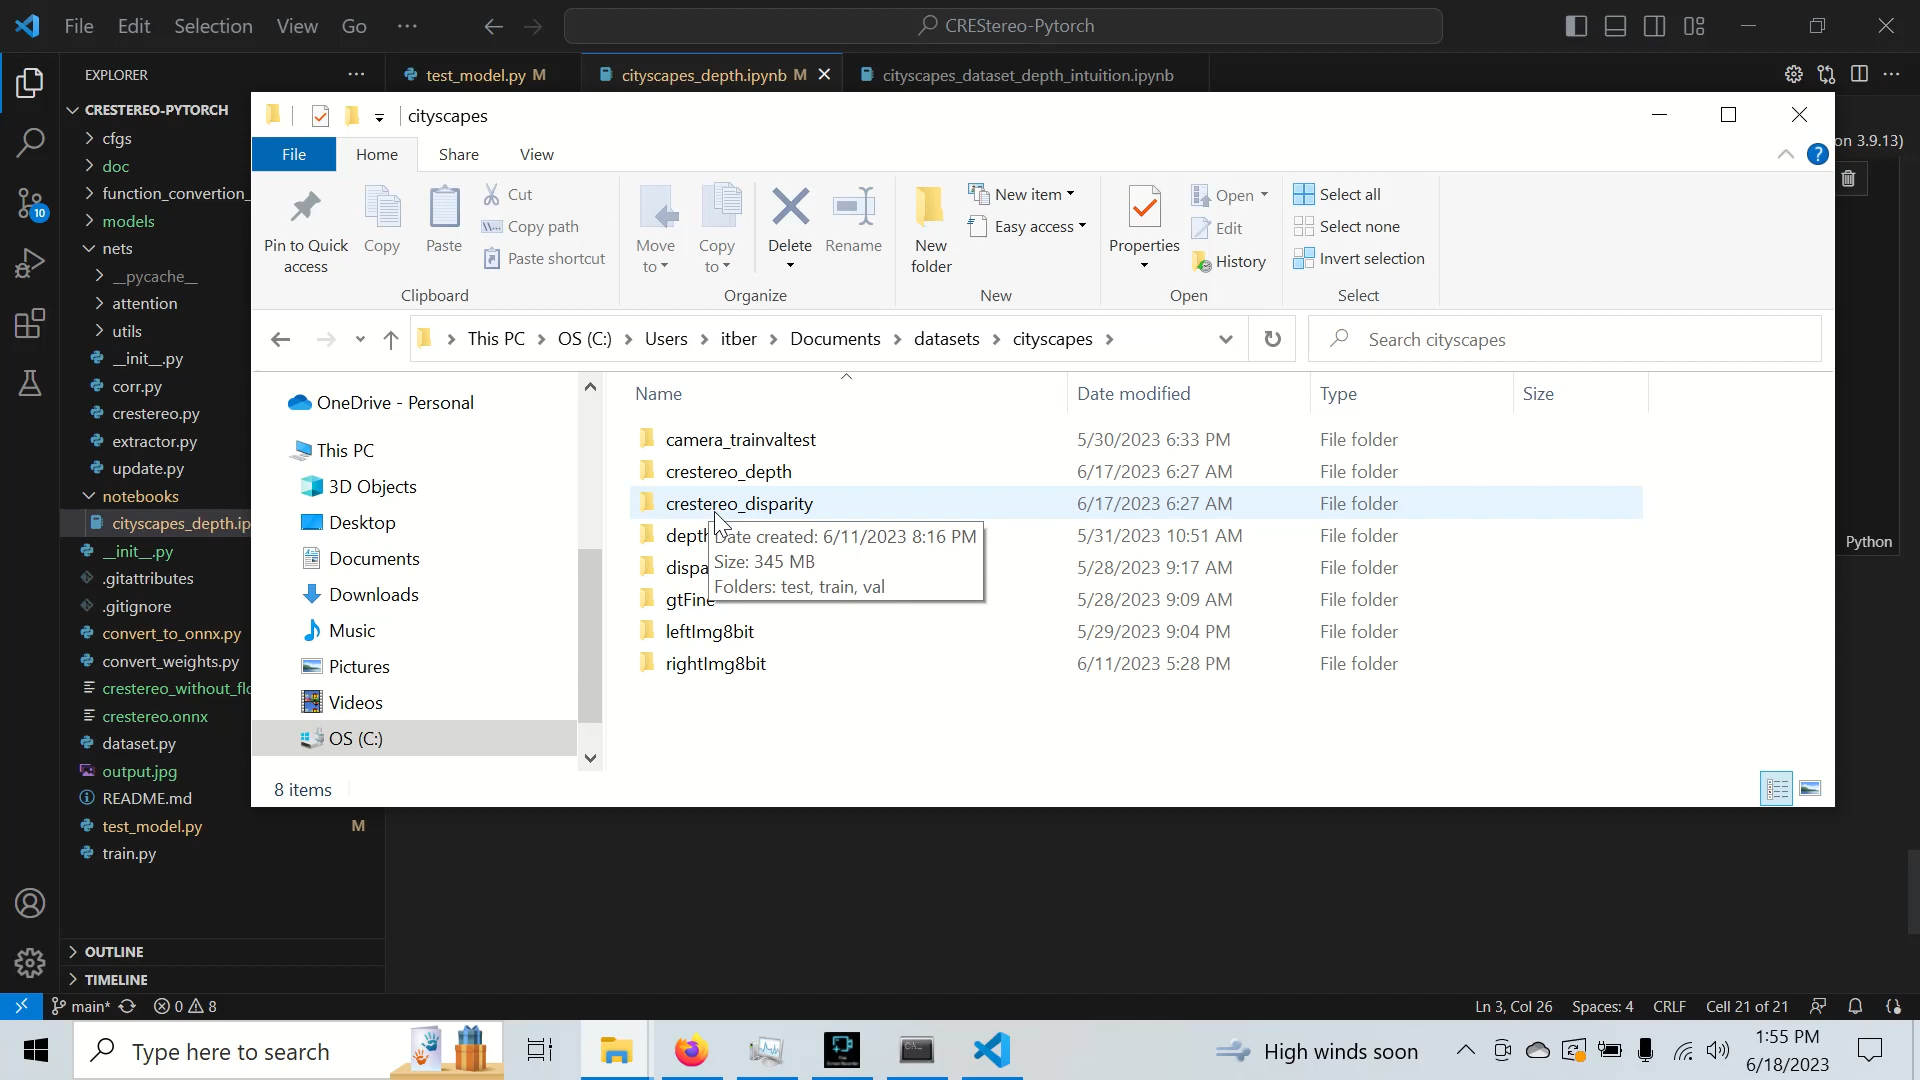 File Edit Selection View Go ···
CREStereo-Pytorch
EXPLORER ···
test_model.py M
cityscapes_depth.ipynb M
cityscapes_dataset_depth_intuition.ipynb
CRESTEREO-PYTORCH
cfgs
doc
function_convertion_
models
nets
__pycache__
attention
utils
__init__.py
corr.py
crestereo.py
extractor.py
update.py
notebooks
cityscapes_depth.ip
__init__.py
.gitattributes
.gitignore
convert_to_onnx.py
convert_weights.py
crestereo_without_flo
crestereo.onnx
dataset.py
output.jpg
README.md
test_model.py M
train.py
OUTLINE
TIMELINE
on 3.9.13)
Python
cityscapes
File Home Share View
Pin to Quick access
Copy
Paste
Cut
Copy path
Paste shortcut
Clipboard
Move to
Copy to
Delete
Rename
Organize
New folder
New item
Easy access
New
Properties
Open
Edit
History
Open
Select all
Select none
Invert selection
Select
This PC > OS (C:) > Users > itber > Documents > datasets > cityscapes >
Search cityscapes
OneDrive - Personal
This PC
3D Objects
Desktop
Documents
Downloads
Music
Pictures
Videos
OS (C:)
Name Date modified Type Size
camera_trainvaltest 5/30/2023 6:33 PM File folder
crestereo_depth 6/17/2023 6:27 AM File folder
crestereo_disparity 6/17/2023 6:27 AM File folder
depth 5/31/2023 10:51 AM File folder
dispa 5/28/2023 9:17 AM File folder
gtFine 5/28/2023 9:09 AM File folder
leftImg8bit 5/29/2023 9:04 PM File folder
rightImg8bit 6/11/2023 5:28 PM File folder
Date created: 6/11/2023 8:16 PM
Size: 345 MB
Folders: test, train, val
8 items
main* 0 8
Ln 3, Col 26 Spaces: 4 CRLF Cell 21 of 21
10
Type here to search
High winds soon
1:55 PM
6/18/2023